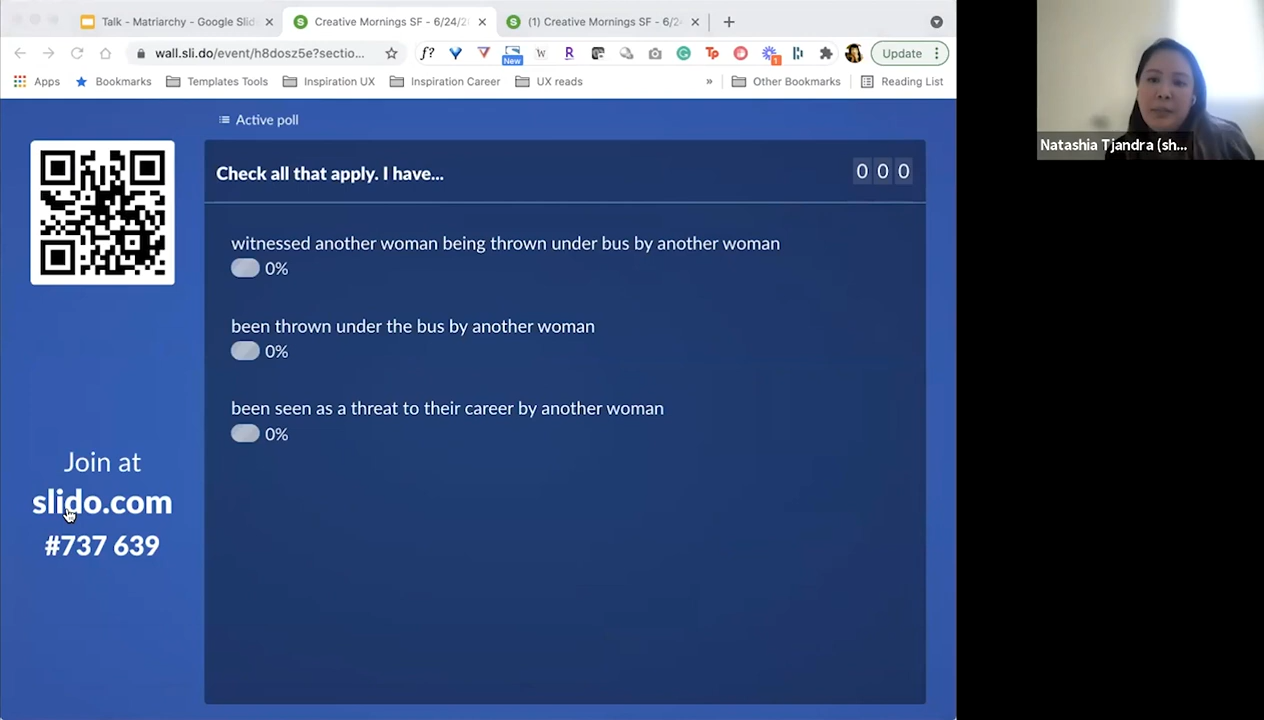 Talk - Matriarchy - Google Slid
Creative Mornings SF - 6/24/2
(1) Creative Mornings SF - 6/2
wall.sli.do/event/h8dosz5e?sectio...
f?
New
W
R
Tp
1
Update
Apps
Bookmarks
Templates Tools
Inspiration UX
Inspiration Career
UX reads
»
Other Bookmarks
Reading List
Active poll
Check all that apply. I have...
0 0 0
witnessed another woman being thrown under bus by another woman
0%
been thrown under the bus by another woman
0%
been seen as a threat to their career by another woman
0%
Join at
slido.com
#737 639
Natashia Tjandra (sh...